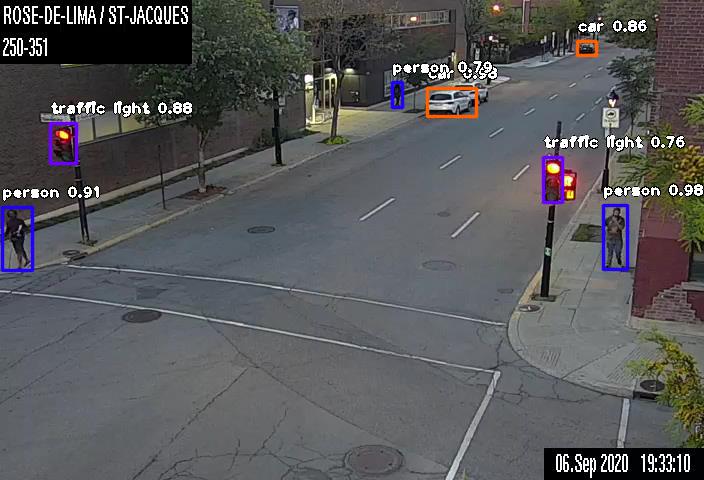 ROSE-DE-LIMA / ST-JACQUES
250-351
car 0.86
person 0.79
traffic light 0.88
traffic light 0.76
person 0.91
person 0.98
06.Sep 2020 19:33:10